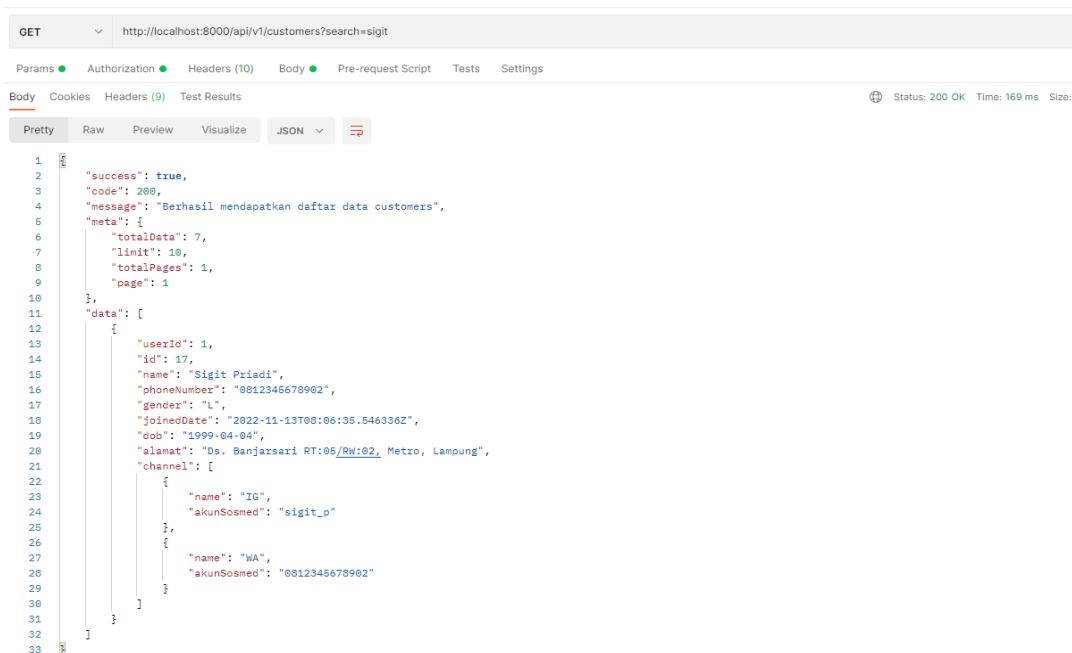 GET http://localhost:8000/api/v1/customers?search=sigit
Params Authorization Headers (10) Body Pre-request Script Tests Settings
Body Cookies Headers (9) Test Results Status: 200 OK Time: 169 ms Size:
Pretty Raw Preview Visualize JSON
1 {
2 "success": true,
3 "code": 200,
4 "message": "Berhasil mendapatkan daftar data customers",
5 "meta": {
6 "totalData": 7,
7 "limit": 10,
8 "totalPages": 1,
9 "page": 1
10 },
11 "data": [
12 {
13 "userId": 1,
14 "id": 17,
15 "name": "Sigit Priadi",
16 "phoneNumber": "0812345678902",
17 "gender": "L",
18 "joinedDate": "2022-11-13T08:06:35.546336Z",
19 "dob": "1999-04-04",
20 "alamat": "Ds. Banjarsari RT:05/RW:02, Metro, Lampung",
21 "channel": [
22 {
23 "name": "IG",
24 "akunSosmed": "sigit_p"
25 },
26 {
27 "name": "WA",
28 "akunSosmed": "0812345678902"
29 }
30 ]
31 }
32 ]
33 }